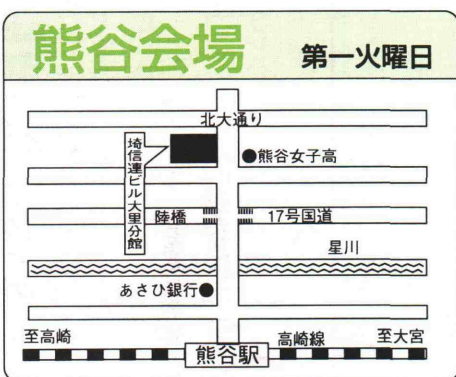 熊谷会場 第一火曜日
北大通り
埼信連ビル大里分館
●熊谷女子高
陸橋
17号国道
星川
あさひ銀行●
至高崎
高崎線
至大宮
熊谷駅